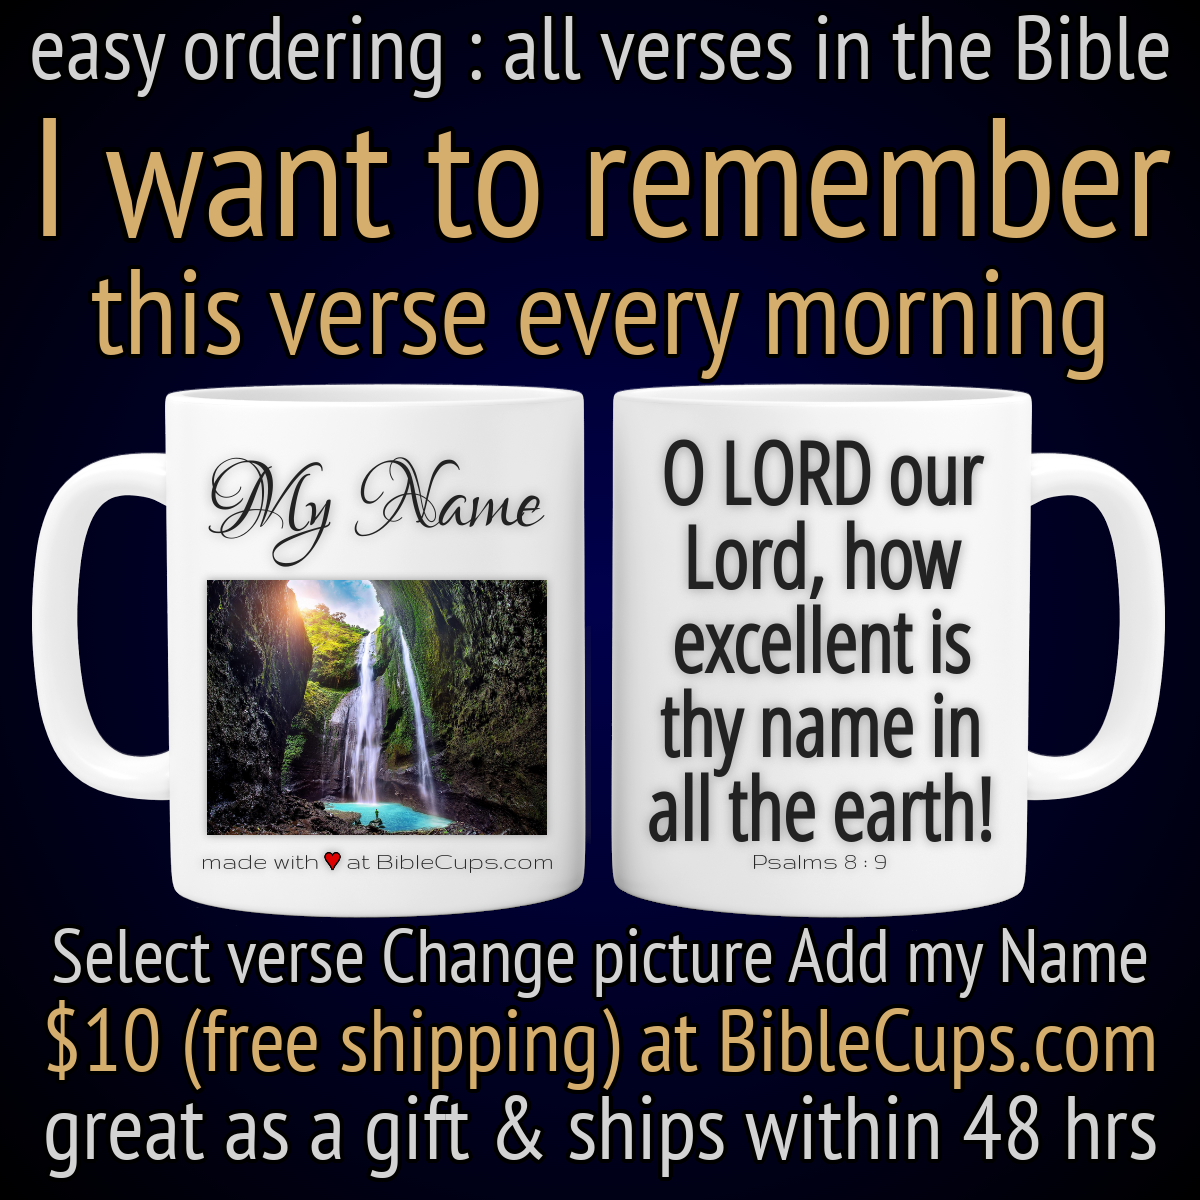 easy ordering : all verses in the Bible
I want to remember
this verse every morning
My Name
made with ♥ at BibleCups.com
O LORD our
Lord, how
excellent is
thy name in
all the earth!
Psalms 8 : 9
Select verse Change picture Add my Name
$10 (free shipping) at BibleCups.com
great as a gift & ships within 48 hrs